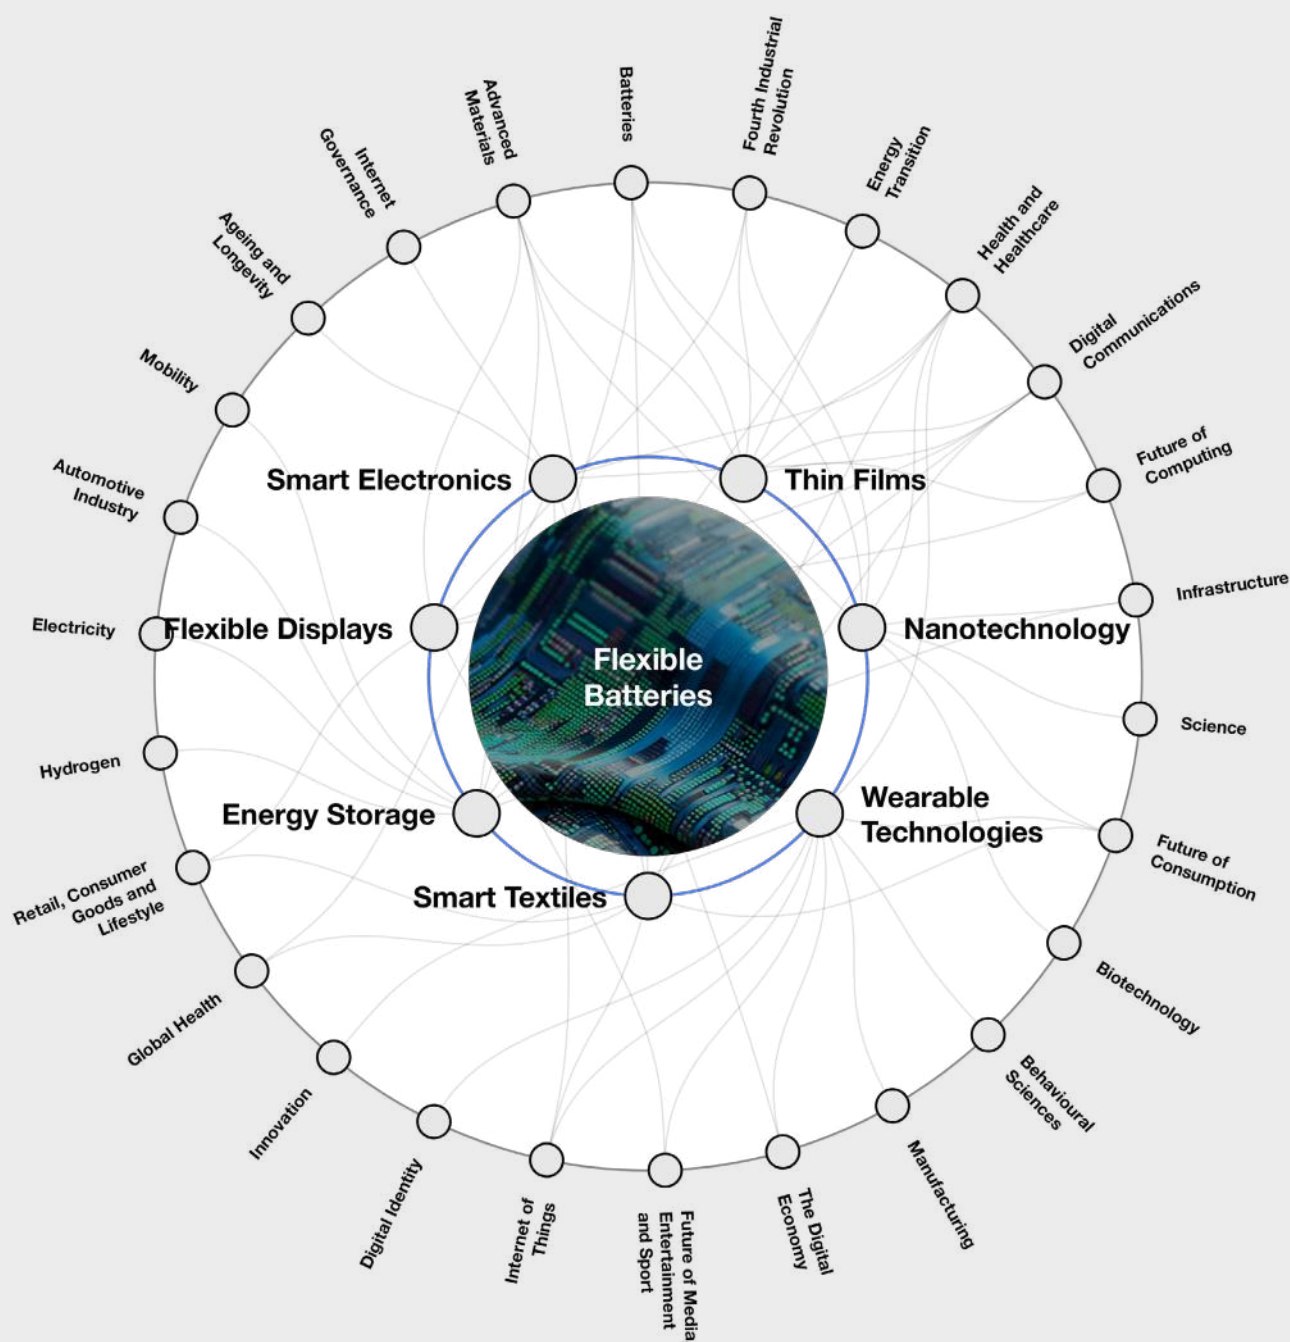 Flexible
Batteries
Smart Electronics
Thin Films
Nanotechnology
Wearable
Technologies
Smart Textiles
Energy Storage
Flexible Displays
Batteries
Fourth Industrial
Revolution
Energy
Transition
Health and
Healthcare
Digital
Communications
Future of
Computing
Infrastructure
Science
Future of
Consumption
Biotechnology
Behavioural
Sciences
Manufacturing
The Digital
Economy
Future of Media,
Entertainment
and Sport
Internet of
Things
Digital Identity
Innovation
Global Health
Retail, Consumer
Goods and
Lifestyle
Hydrogen
Electricity
Automotive
Industry
Mobility
Ageing and
Longevity
Internet
Governance
Advanced
Materials